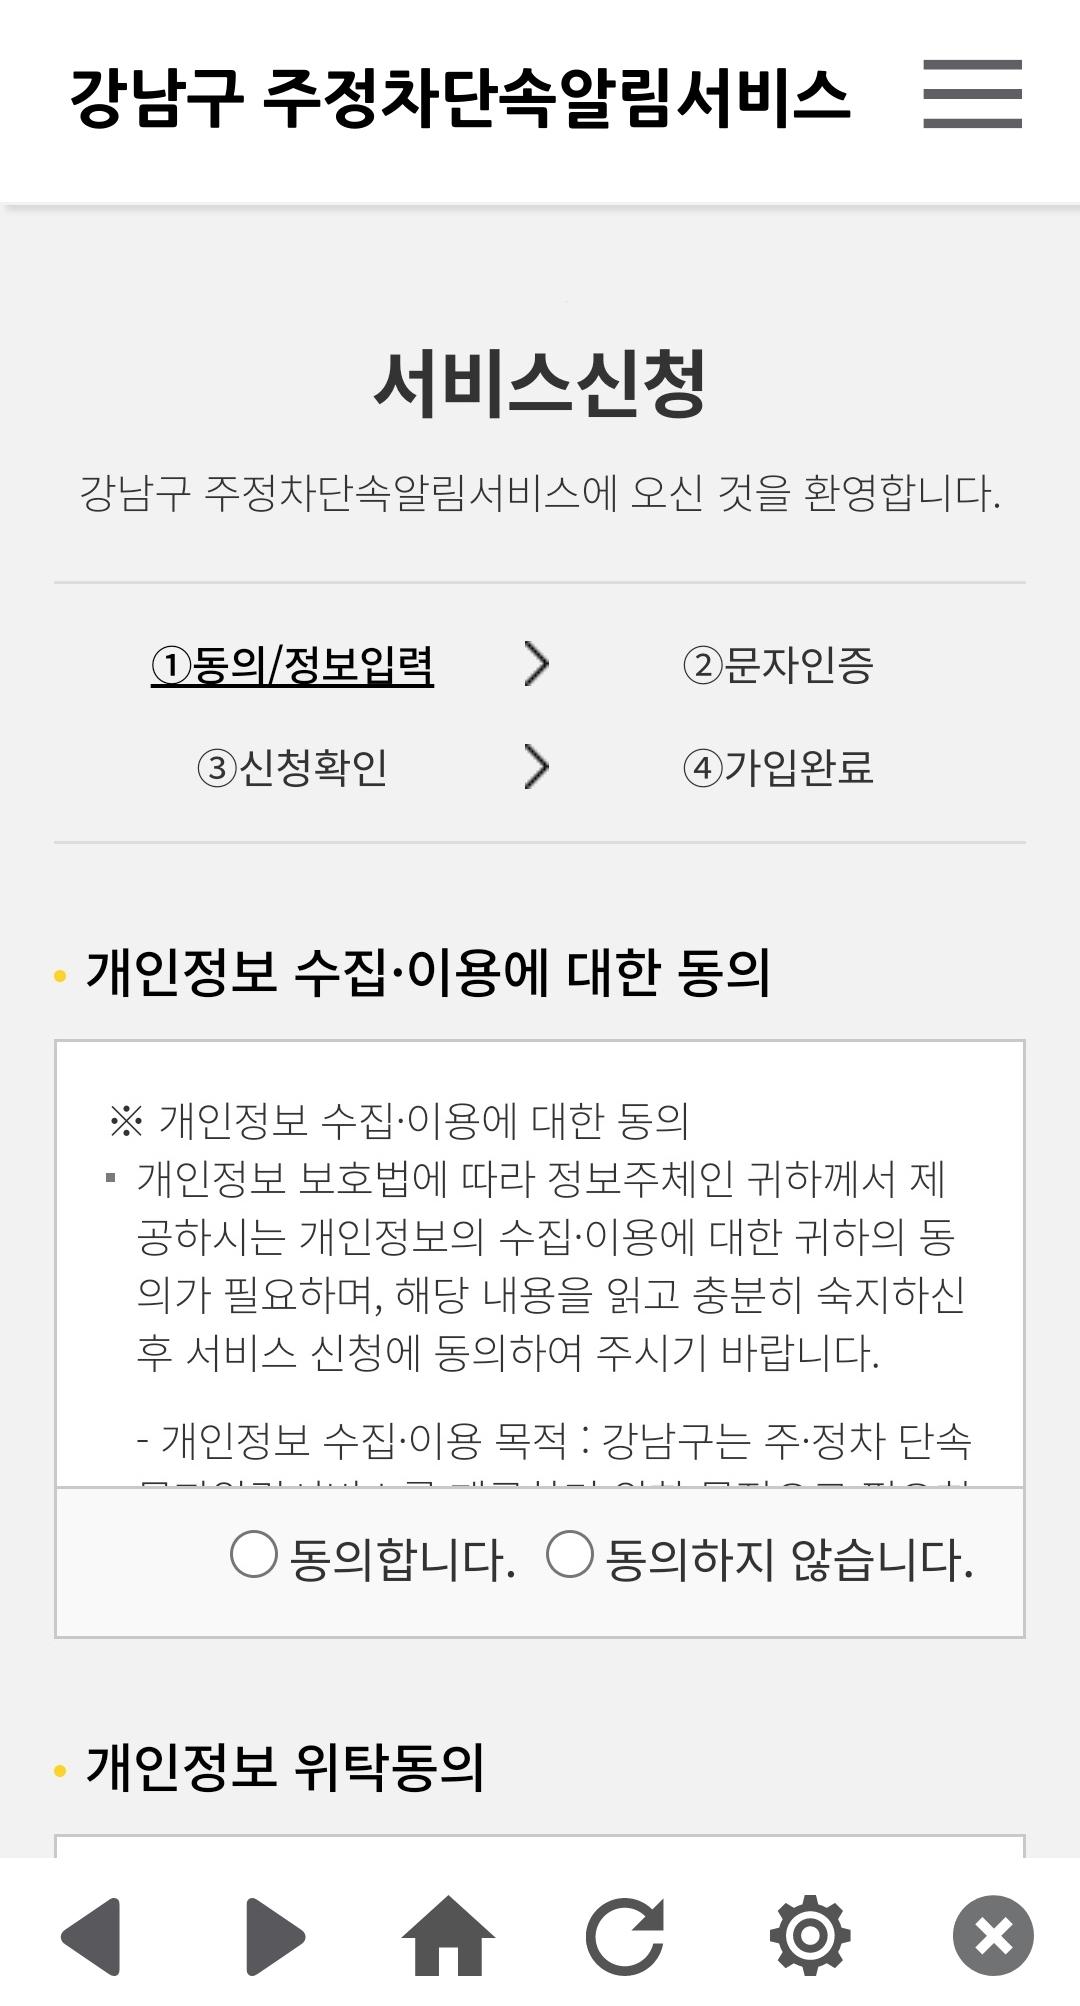 강남구 주정차단속알림서비스
서비스신청
강남구 주정차단속알림서비스에 오신 것을 환영합니다.
①동의/정보입력
②문자인증
③신청확인
④가입완료
개인정보 수집·이용에 대한 동의
※ 개인정보 수집·이용에 대한 동의
▪ 개인정보 보호법에 따라 정보주체인 귀하께서 제
공하시는 개인정보의 수집·이용에 대한 귀하의 동
의가 필요하며, 해당 내용을 읽고 충분히 숙지하신
후 서비스 신청에 동의하여 주시기 바랍니다.
- 개인정보 수집·이용 목적 : 강남구는 주·정차 단속
동의합니다. 동의하지 않습니다.
개인정보 위탁동의